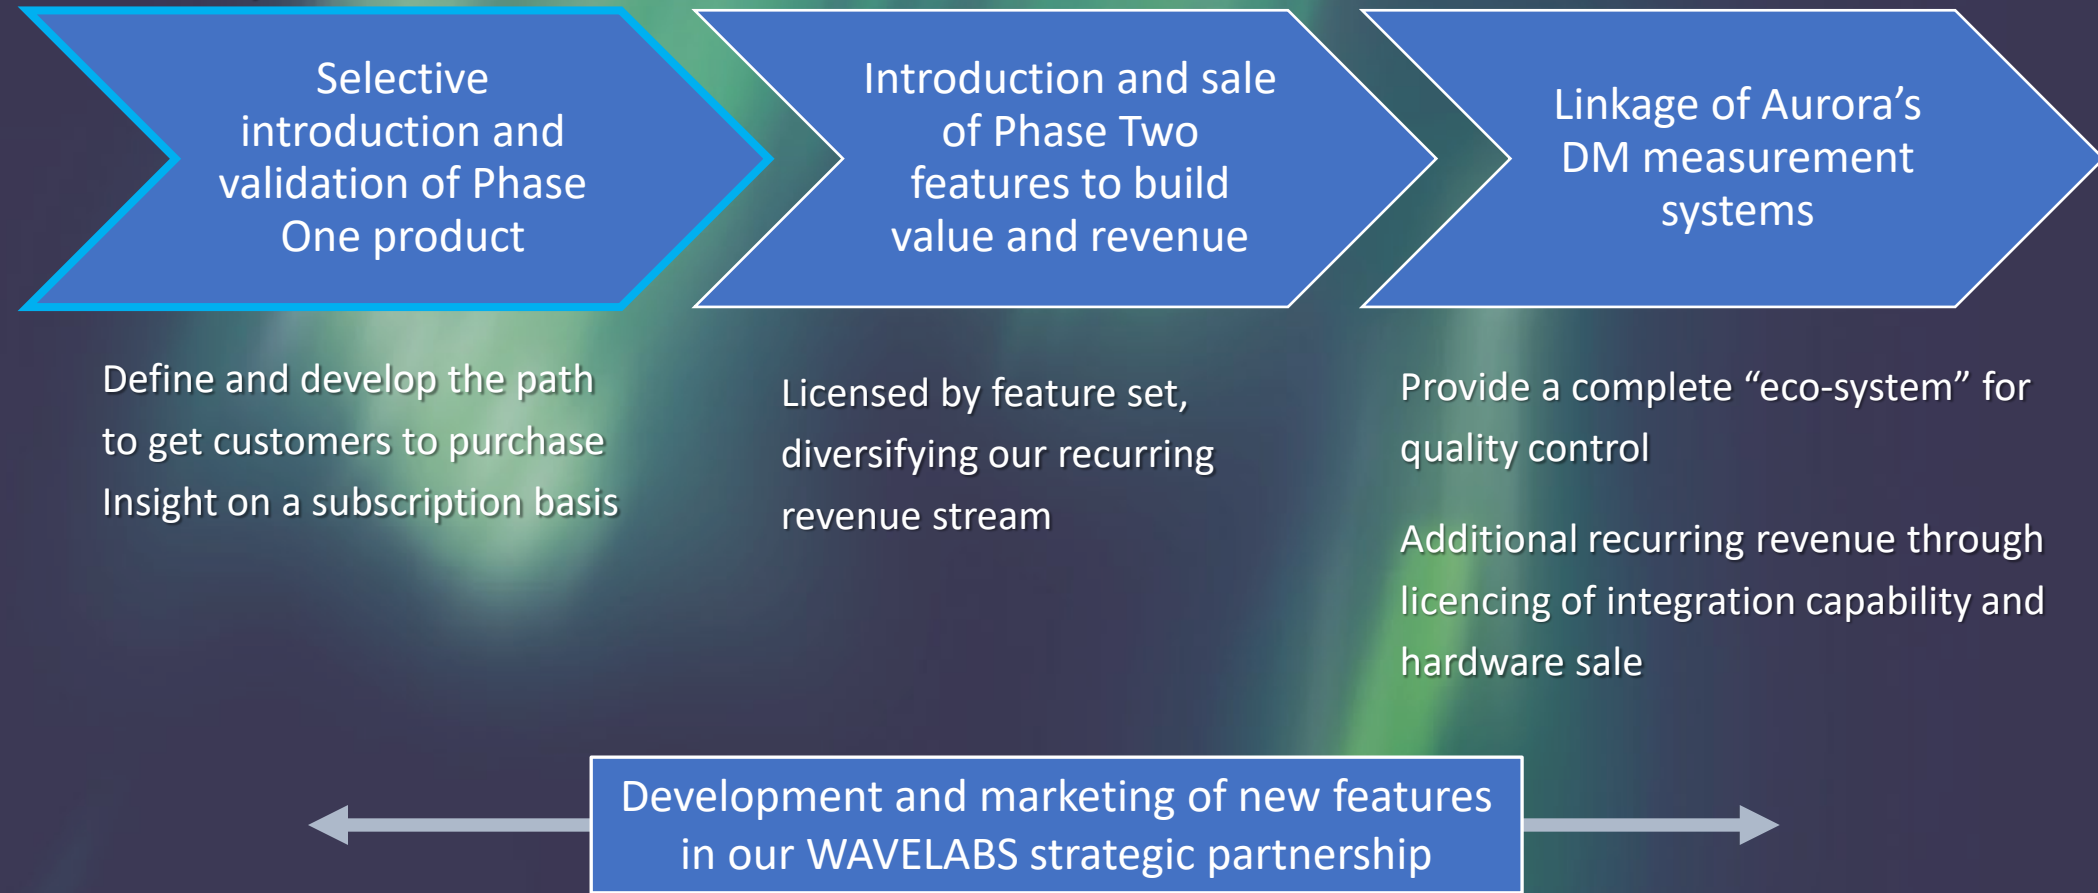 Selective
introduction and
validation of Phase
One product
Introduction and sale
of Phase Two
features to build
value and revenue
Linkage of Aurora’s
DM measurement
systems
Define and develop the path
to get customers to purchase
Insight on a subscription basis
Licensed by feature set,
diversifying our recurring
revenue stream
Provide a complete “eco-system” for
quality control
Additional recurring revenue through
licencing of integration capability and
hardware sale
Development and marketing of new features
in our WAVELABS strategic partnership